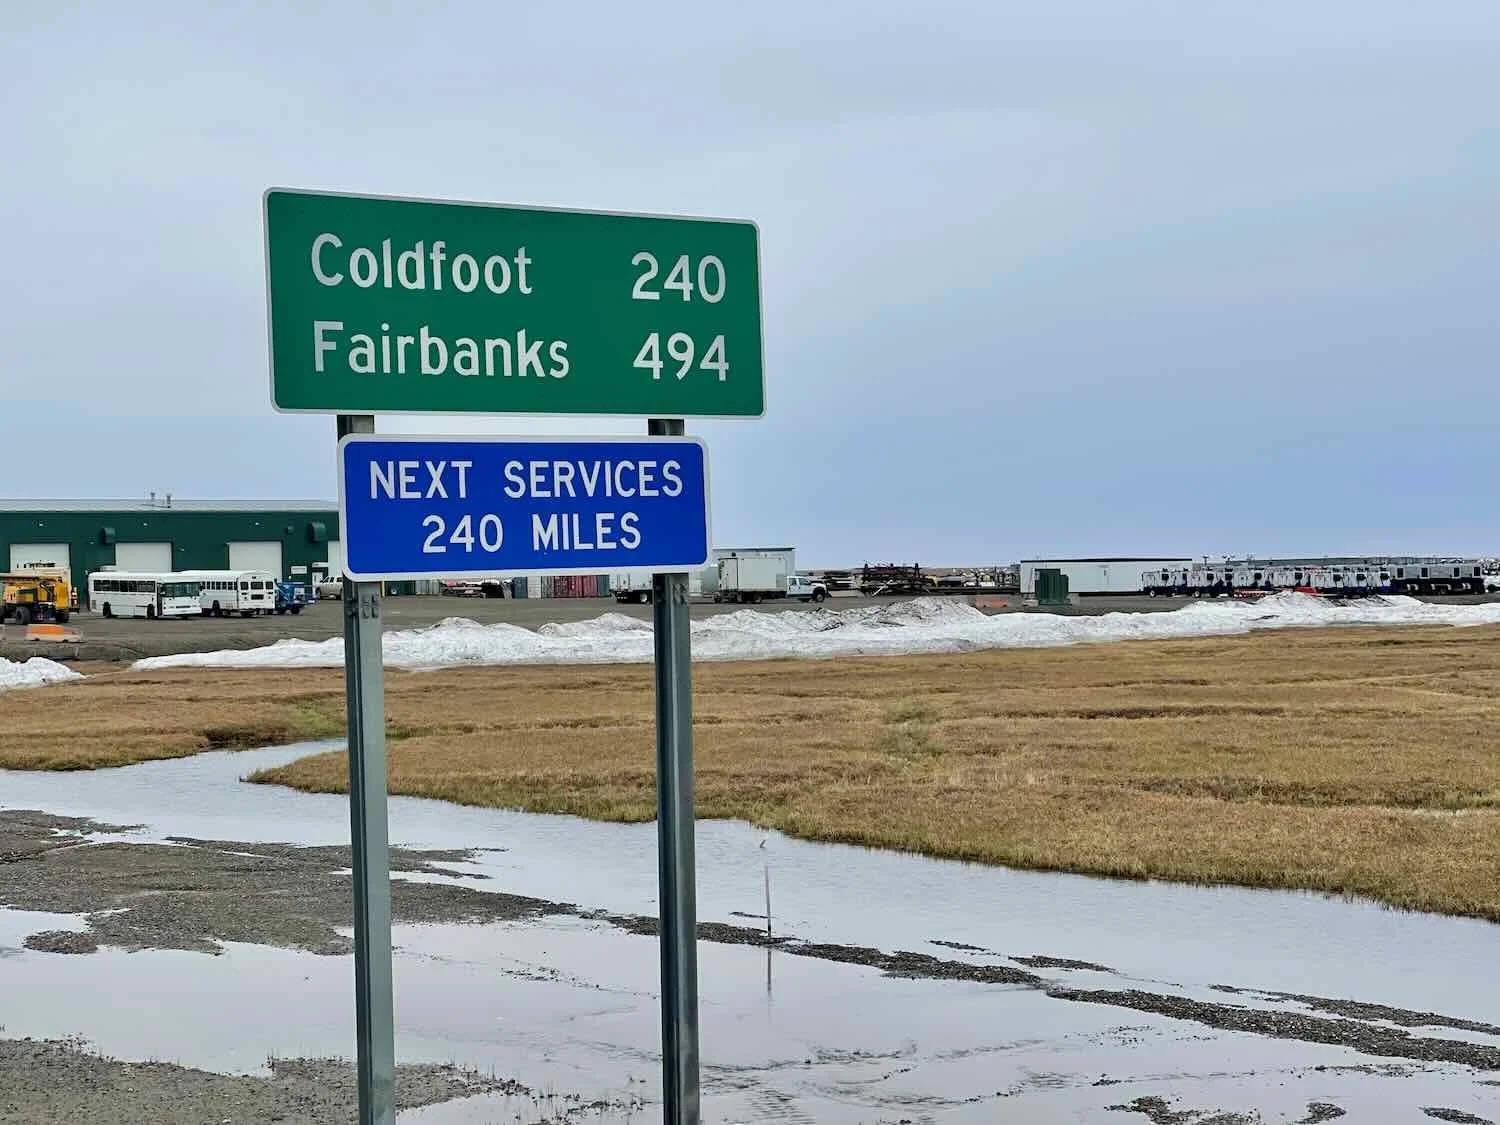 Coldfoot 240
Fairbanks 494
NEXT SERVICES
240 MILES